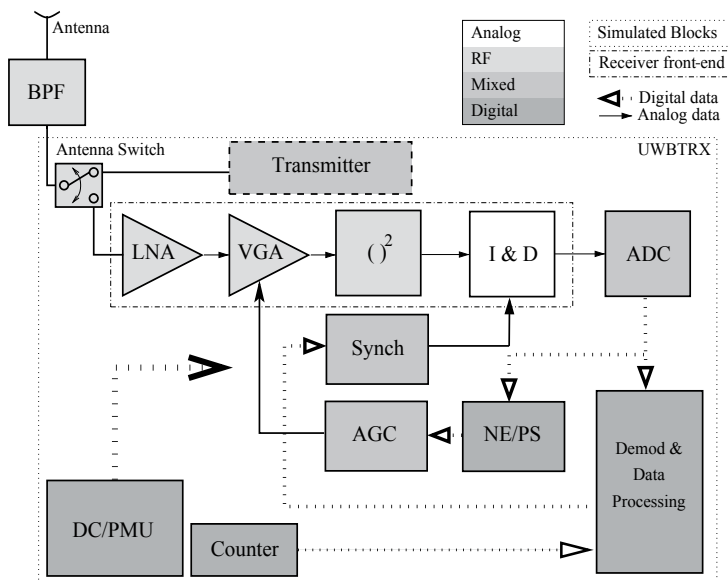 Antenna
BPF
Antenna Switch
Transmitter
UWBTRX
Analog
RF
Mixed
Digital
Simulated Blocks
Receiver front-end
Digital data
Analog data
LNA
VGA
( )²
I & D
ADC
Synch
AGC
NE/PS
Demod &
Data
Processing
DC/PMU
Counter